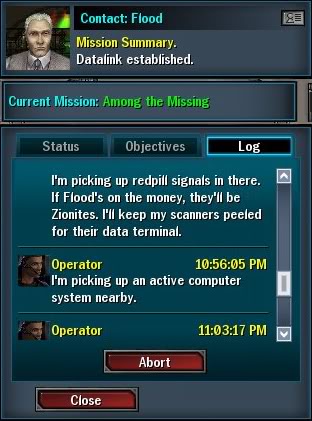 Contact: Flood
Mission Summary.
Datalink established.
Current Mission: Among the Missing
Status Objectives Log
I'm picking up redpill signals in there.
If Flood's on the money, they'll be
Zionites. I'll keep my scanners peeled
for their data terminal.
Operator 10:56:05 PM
I'm picking up an active computer
system nearby.
Operator 11:03:17 PM
Abort
Close